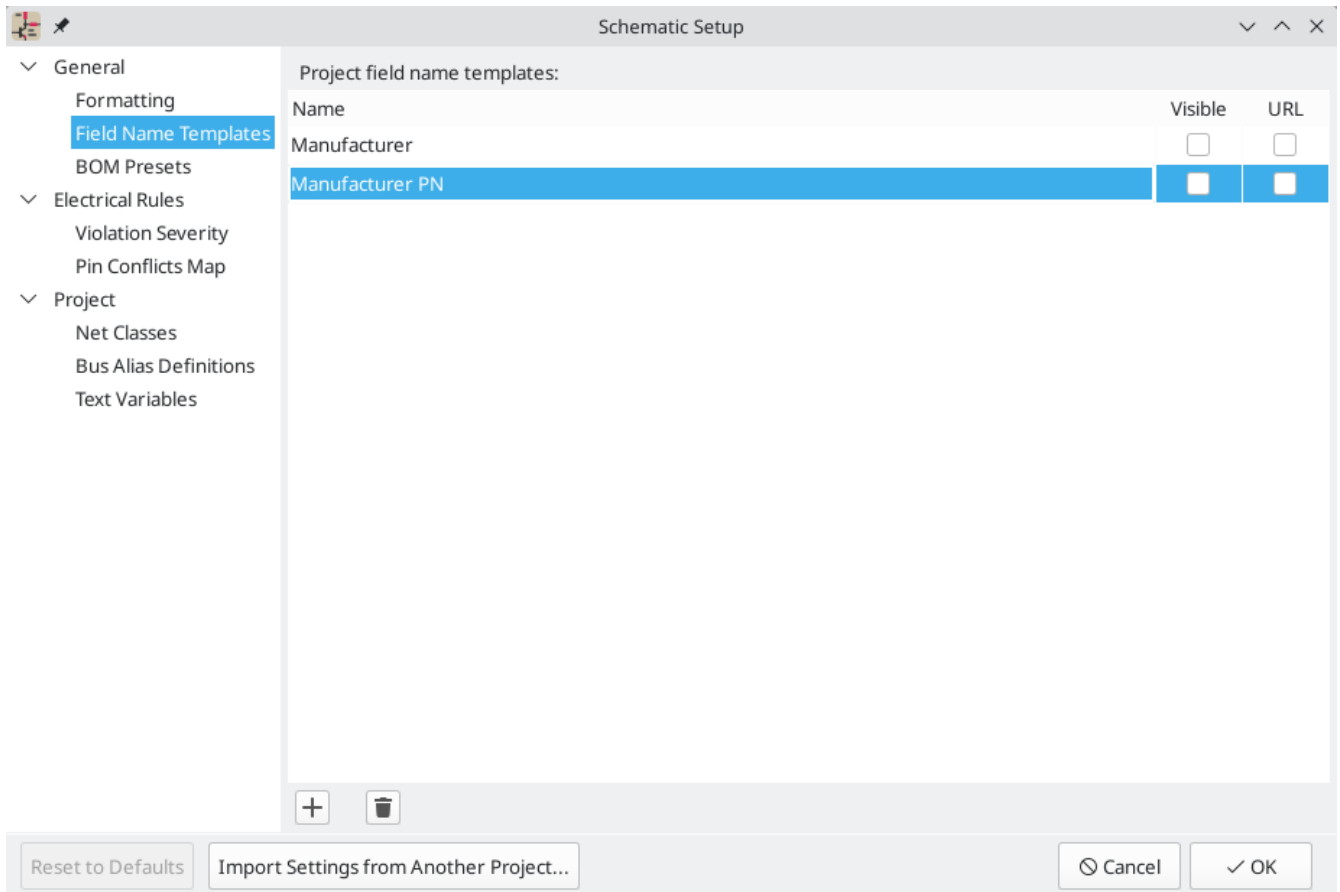 Schematic Setup
General
Formatting
Field Name Templates
BOM Presets
Electrical Rules
Violation Severity
Pin Conflicts Map
Project
Net Classes
Bus Alias Definitions
Text Variables
Project field name templates:
Name Visible URL
Manufacturer
Manufacturer PN
Reset to Defaults Import Settings from Another Project... Cancel OK